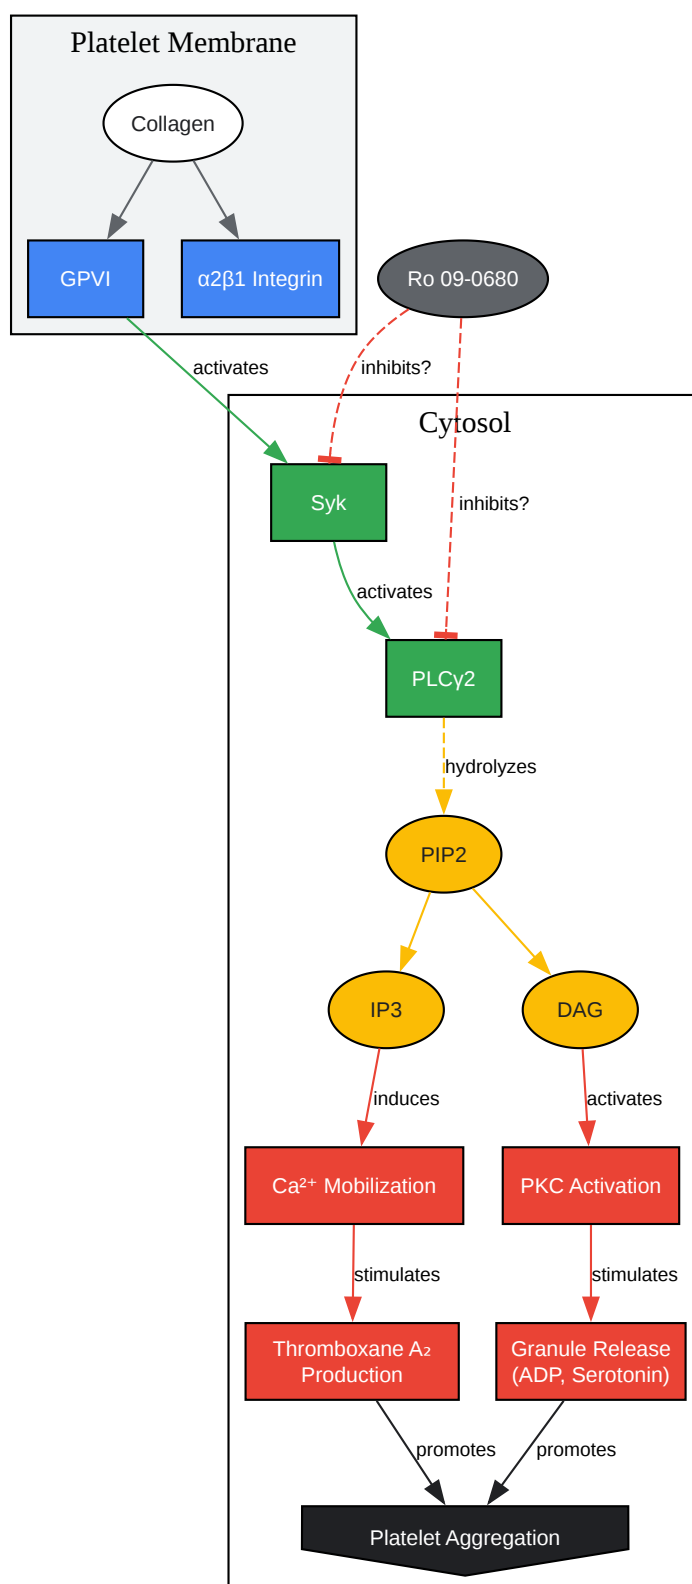 Platelet Membrane
Collagen
GPVI
α2β1 Integrin
Ro 09-0680
activates
inhibits?
Cytosol
Syk
inhibits?
activates
PLCγ2
hydrolyzes
PIP2
IP3
DAG
induces
activates
Ca²⁺ Mobilization
PKC Activation
stimulates
stimulates
Thromboxane A₂
Production
Granule Release
(ADP, Serotonin)
promotes
promotes
Platelet Aggregation